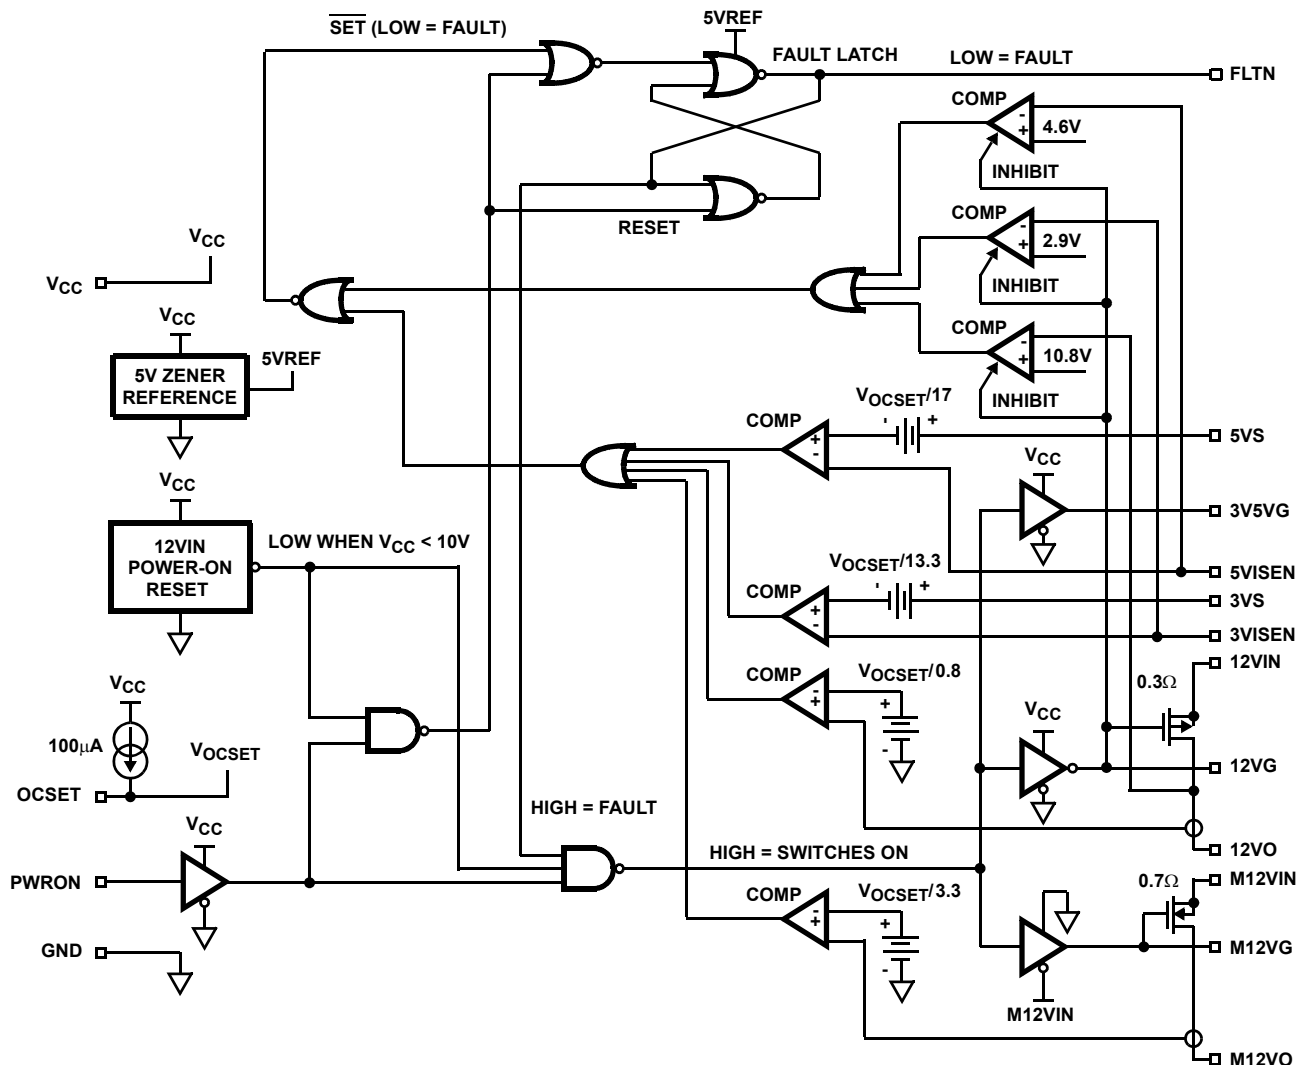 SET (LOW = FAULT)
5VREF
FAULT LATCH
LOW = FAULT
FLTN
COMP
-
+
4.6V
INHIBIT
COMP
-
+
2.9V
INHIBIT
RESET
VCC
VCC
VCC
5VREF
5V ZENER
REFERENCE
COMP
-
+
10.8V
INHIBIT
VOCSET/17
- +
COMP
+
-
5VS
VCC
3V5VG
VCC
12VIN
POWER-ON
RESET
LOW WHEN VCC < 10V
5VISEN
VOCSET/13.3
- +
COMP
+
-
3VS
3VISEN
12VIN
0.3Ω
VOCSET/0.8
COMP
-
+
+
-
VCC
100µA
VOCSET
OCSET
VCC
12VG
HIGH = FAULT
VCC
PWRON
HIGH = SWITCHES ON
12VO
M12VIN
0.7Ω
VOCSET/3.3
COMP
-
+
+
-
GND
M12VG
M12VIN
M12VO